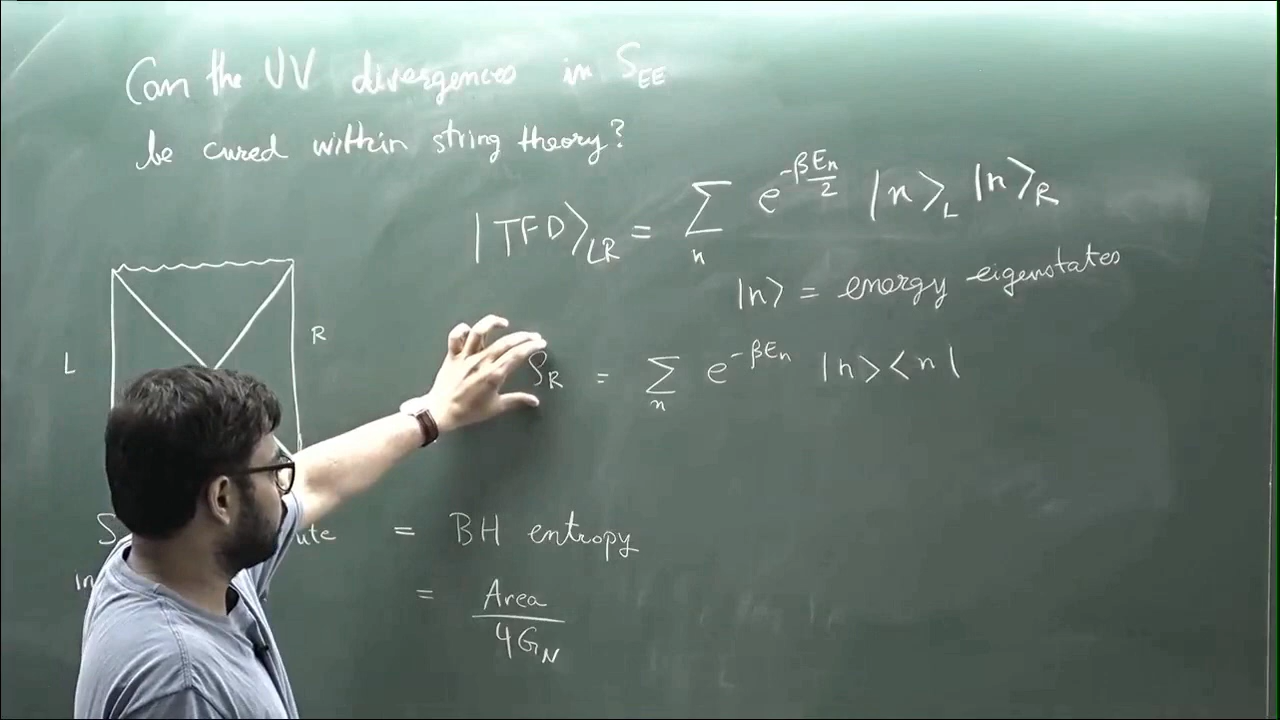 Can the UV divergences in S_EE
be cured within string theory?
|TFD⟩_LR = Σ_n e^{-βE_n/2} |n⟩_L |n⟩_R
|n⟩ = energy eigenstates
L
R
ρ_R = Σ_n e^{-βE_n} |n><n|
= BH entropy
= Area / 4G_N